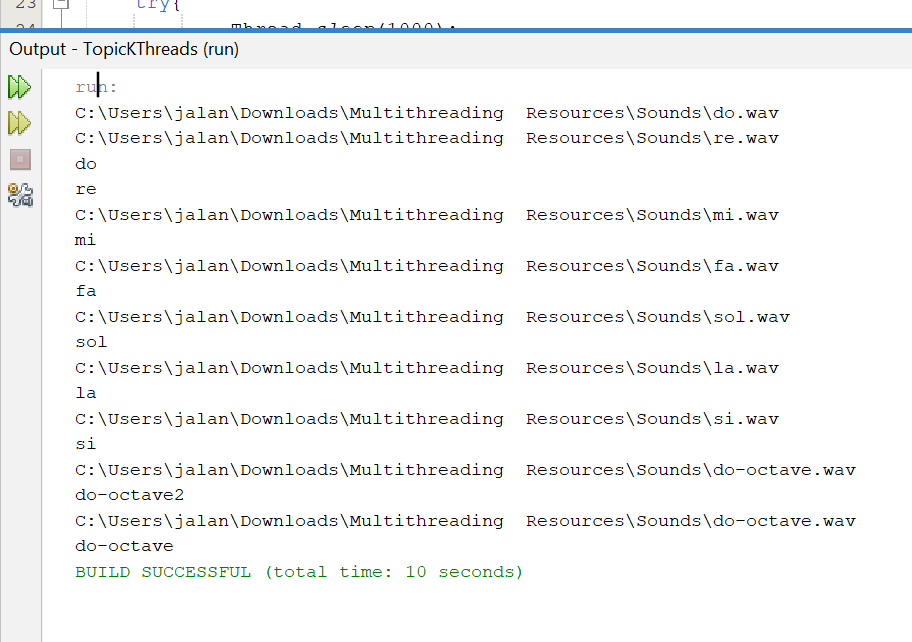 23 try{
24 Thread.sleep(1000);
Output - TopicKThreads (run)
run:
C:\Users\jalan\Downloads\Multithreading  Resources\Sounds\do.wav
C:\Users\jalan\Downloads\Multithreading  Resources\Sounds\re.wav
do
re
C:\Users\jalan\Downloads\Multithreading  Resources\Sounds\mi.wav
mi
C:\Users\jalan\Downloads\Multithreading  Resources\Sounds\fa.wav
fa
C:\Users\jalan\Downloads\Multithreading  Resources\Sounds\sol.wav
sol
C:\Users\jalan\Downloads\Multithreading  Resources\Sounds\la.wav
la
C:\Users\jalan\Downloads\Multithreading  Resources\Sounds\si.wav
si
C:\Users\jalan\Downloads\Multithreading  Resources\Sounds\do-octave.wav
do-octave2
C:\Users\jalan\Downloads\Multithreading  Resources\Sounds\do-octave.wav
do-octave
BUILD SUCCESSFUL (total time: 10 seconds)